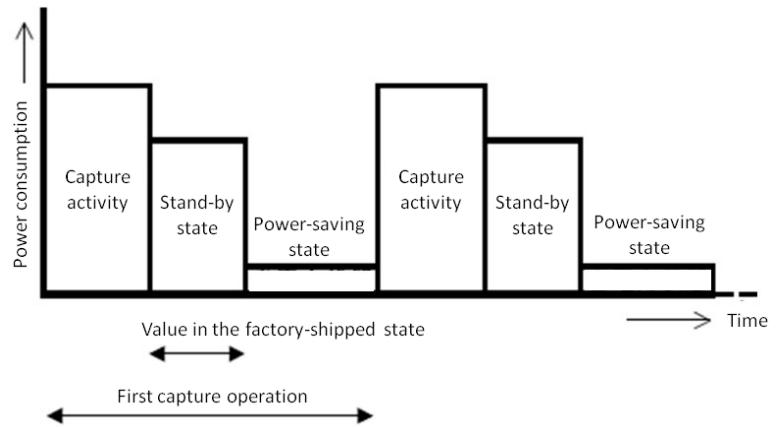 Power consumption
Capture
activity
Stand-by
state
Power-saving
state
Capture
activity
Stand-by
state
Power-saving
state
Time
Value in the factory-shipped state
First capture operation